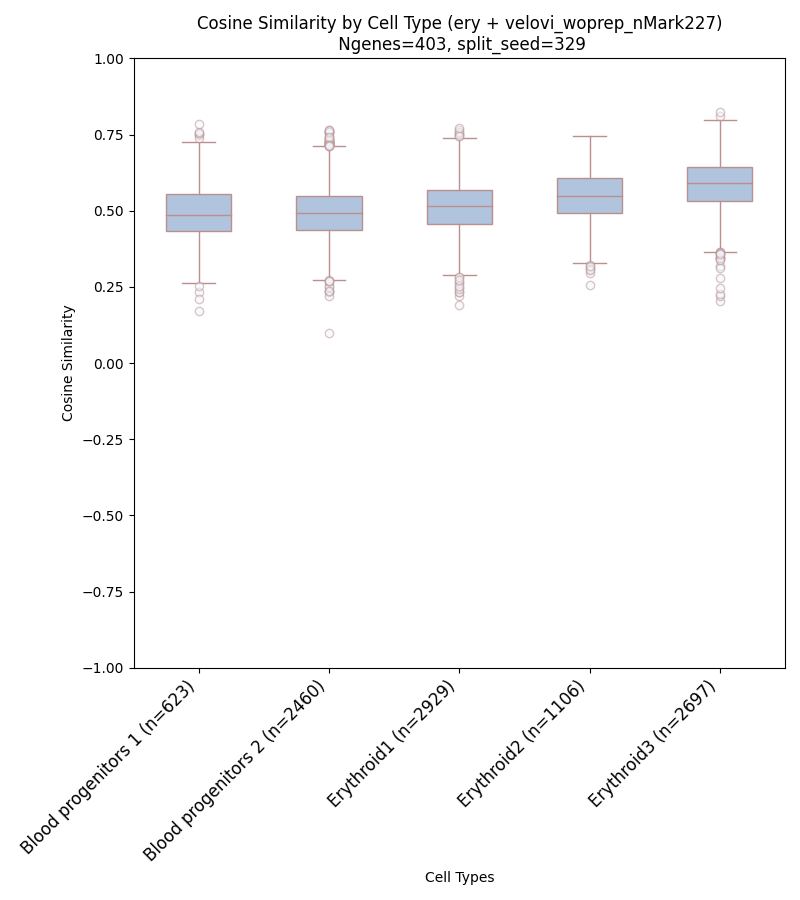 Cosine Similarity by Cell Type (ery + velovi_woprep_nMark227)
Ngenes=403, split_seed=329
1.00
0.75
0.50
0.25
0.00
−0.25
−0.50
−0.75
−1.00
Cosine Similarity
Blood progenitors 1 (n=623)
Blood progenitors 2 (n=2460)
Erythroid1 (n=2929)
Erythroid2 (n=1106)
Erythroid3 (n=2697)
Cell Types